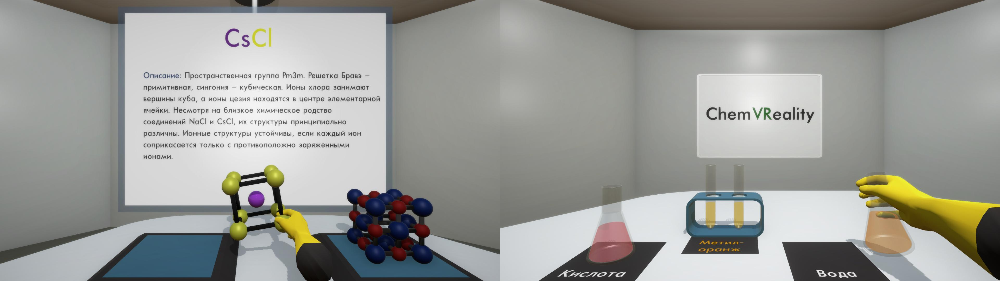 CsCl
Описание: Пространственная группа Pm3m. Решетка Бравэ –
примитивная, сингония – кубическая. Ионы хлора занимают
вершины куба, а ионы цезия находятся в центре элементарной
ячейки. Несмотря на близкое химическое родство
соединений NaCl и CsCl, их структуры принципиально
различны. Ионные структуры устойчивы, если каждый ион
соприкасается только с противоположно заряженными
ионами.
ChemVReality
Метил-
оранж
Кислота
Вода